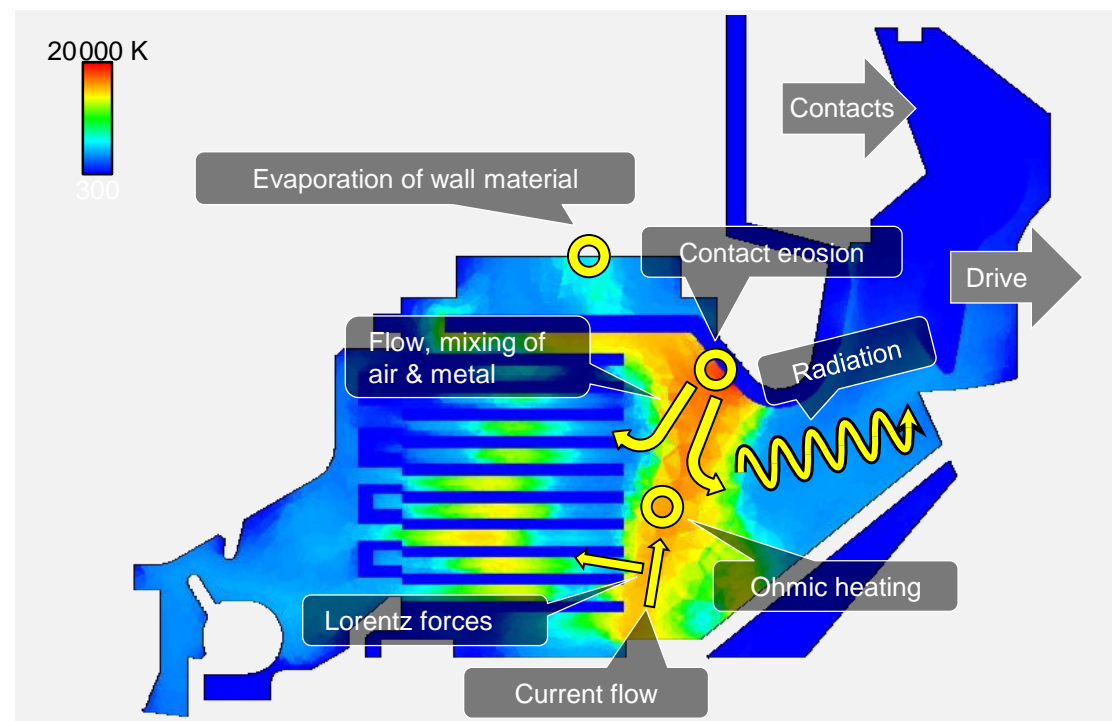 20000 K
300
Contacts
Evaporation of wall material
Contact erosion
Drive
Flow, mixing of
air & metal
Radiation
Ohmic heating
Lorentz forces
Current flow